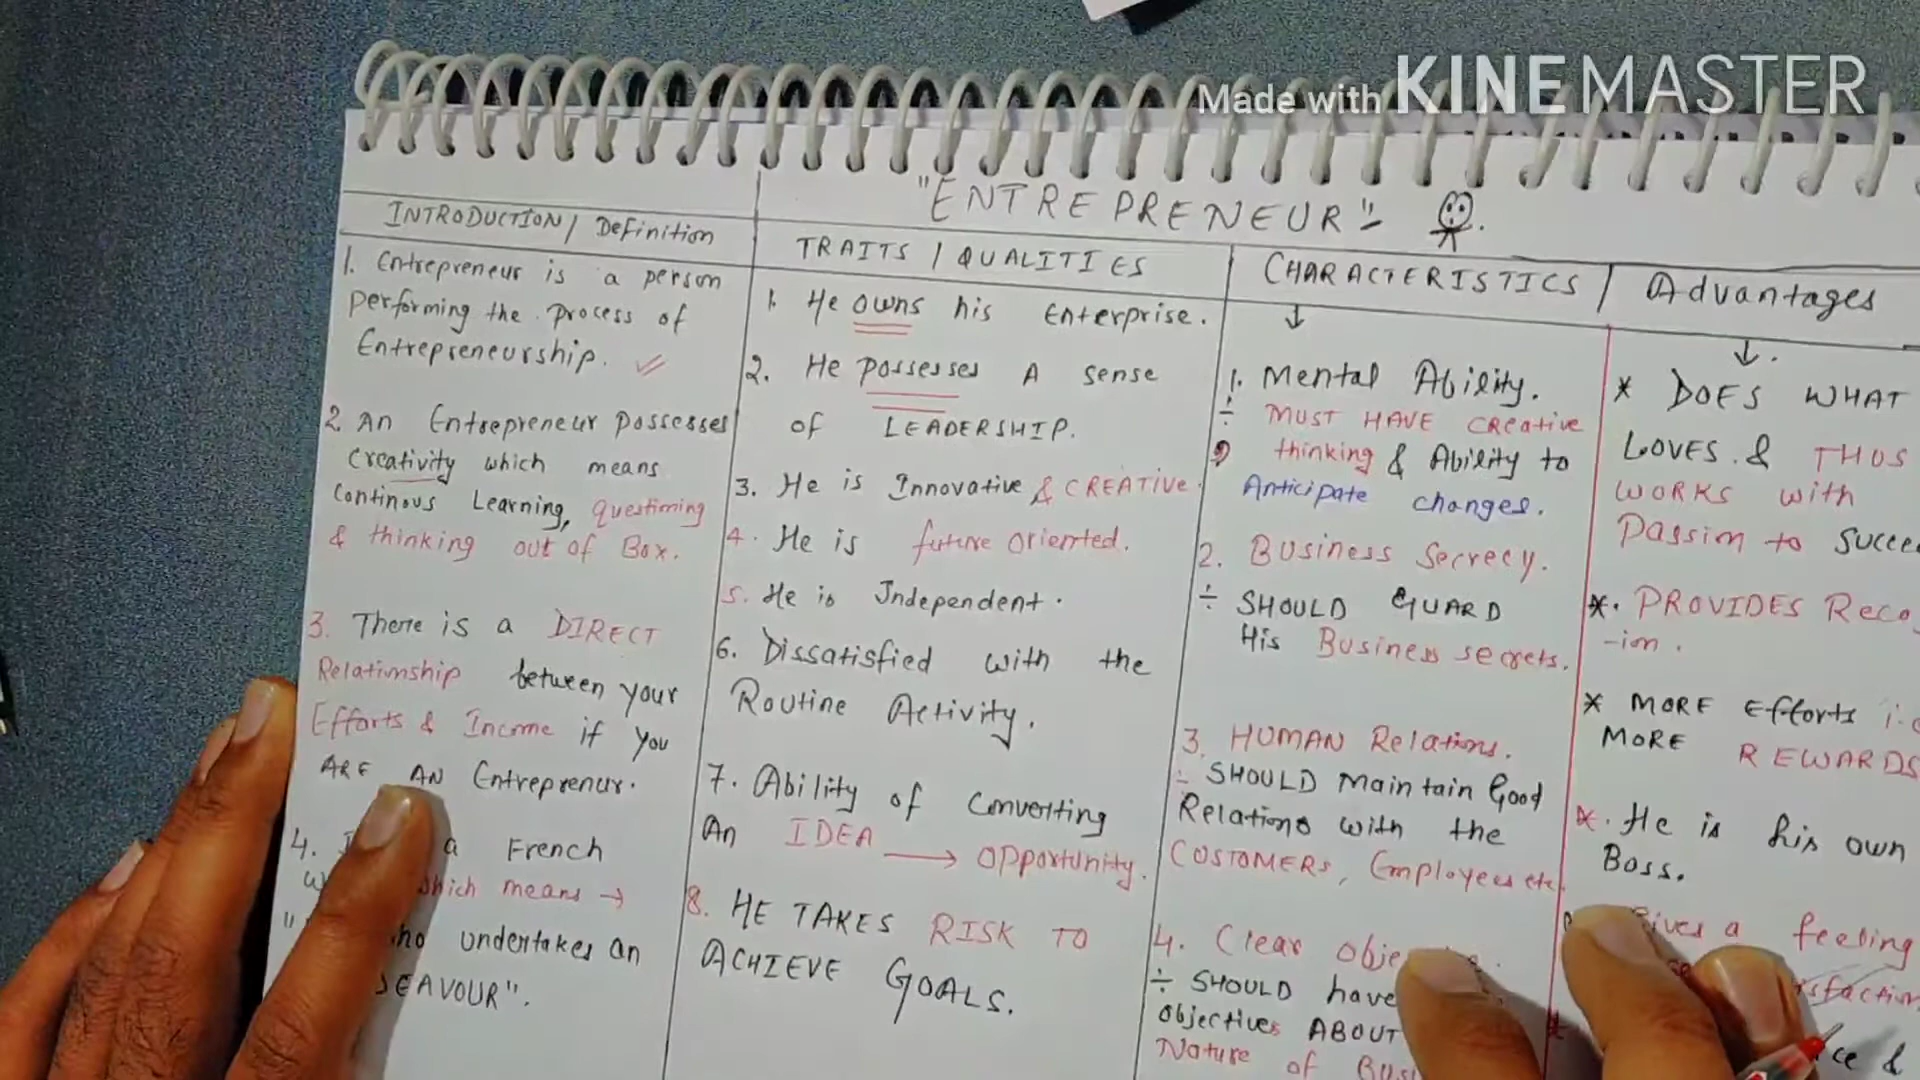 Made with KINEMASTER
"ENTREPRENEUR"
INTRODUCTION / Definition
1. Entrepreneur is a person
performing the process of
Entrepreneurship.
2. An Entrepreneur possesses
creativity which means
continous Learning, questioning
& thinking out of Box.
3. There is a DIRECT
Relationship between your
Efforts & Income if you
ARE AN Entreprenur.
4. a French
which means →
undertakes an
TRAITS / QUALITIES
1. He owns his Enterprise.
2. He possesses A sense
of LEADERSHIP.
3. He is Innovative & CREATIVE.
4. He is future oriented.
5. He is Independent.
6. Dissatisfied with the
Routine Activity.
7. Ability of converting
An IDEA → opportunity.
8. HE TAKES RISK TO
ACHIEVE GOALS.
CHARACTERISTICS /
↓
1. Mental Ability.
÷ MUST HAVE creative
thinking & Ability to
Anticipate changes.
2. Business Secrecy.
÷ SHOULD GUARD
His Business secrets.
3. HUMAN Relations.
÷ SHOULD Maintain Good
Relations with the
CUSTOMERS, Employees etc.
4. Clear
÷ SHOULD have
objectives ABOUT
Nature of
Advantages
↓.
* DOES WHAT
LOVES. & THUS
WORKS with
Passion to
*. PROVIDES
-ion.
* MORE Efforts
MORE REWARDS
*. He is his own
Boss.
a feeling
&